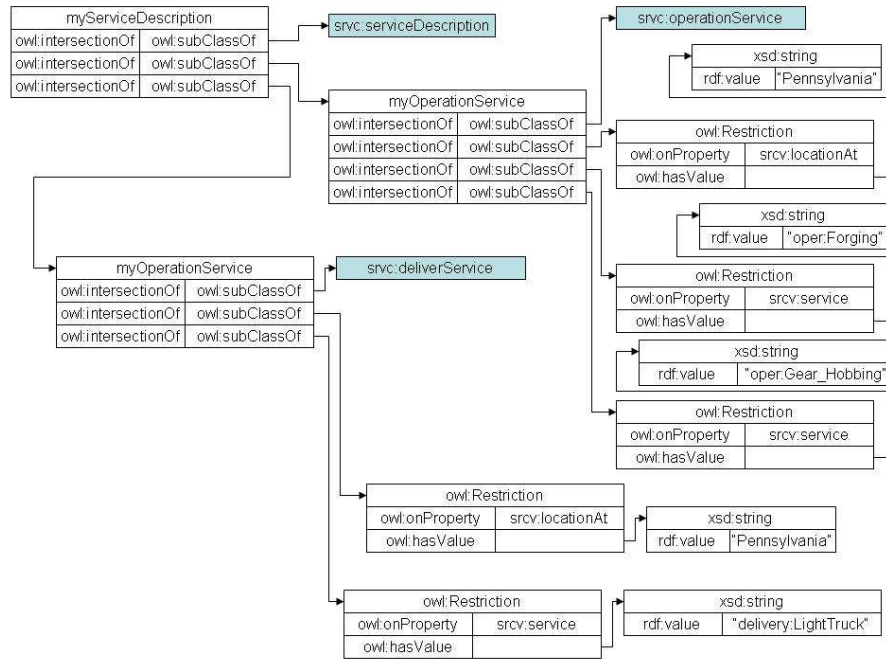 myServiceDescription
owl:intersectionOf owl:subClassOf
owl:intersectionOf owl:subClassOf
owl:intersectionOf owl:subClassOf
srvc:serviceDescription
srvc:operationService
xsd:string
rdf:value "Pennsylvania"
myOperationService
owl:intersectionOf owl:subClassOf
owl:intersectionOf owl:subClassOf
owl:intersectionOf owl:subClassOf
owl:intersectionOf owl:subClassOf
owl:Restriction
owl:onProperty srcv:locationAt
owl:hasValue
xsd:string
rdf:value "oper:Forging"
owl:Restriction
owl:onProperty srcv:service
owl:hasValue
xsd:string
rdf:value "oper:Gear_Hobbing"
owl:Restriction
owl:onProperty srcv:service
owl:hasValue
myOperationService
owl:intersectionOf owl:subClassOf
owl:intersectionOf owl:subClassOf
owl:intersectionOf owl:subClassOf
srvc:deliverService
owl:Restriction
owl:onProperty srcv:locationAt
owl:hasValue
xsd:string
rdf:value "Pennsylvania"
owl:Restriction
owl:onProperty srcv:service
owl:hasValue
xsd:string
rdf:value "delivery:LightTruck"